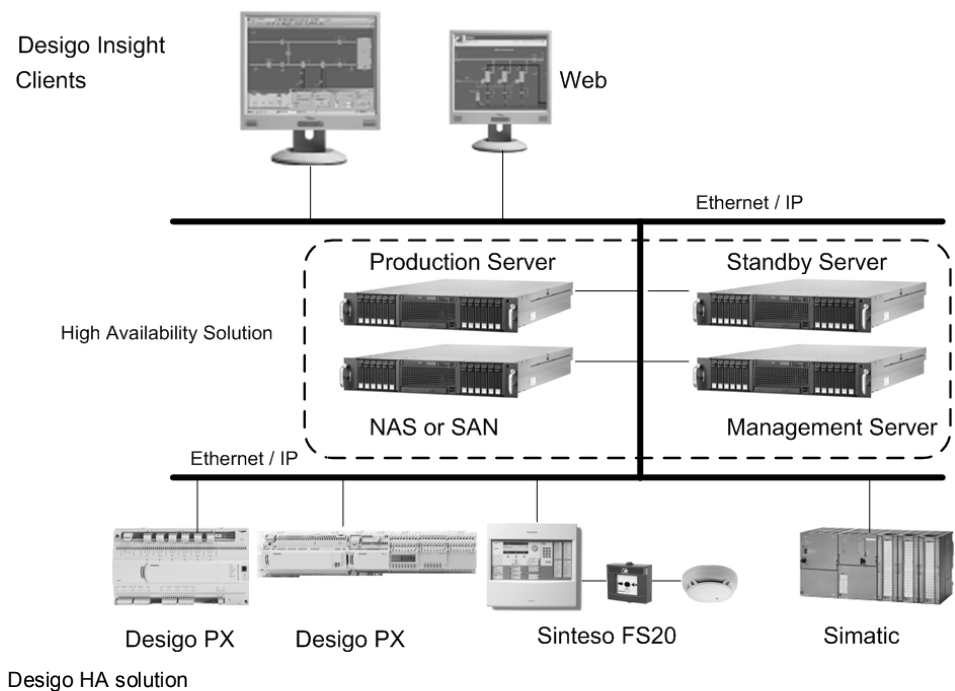 Desigo Insight
Clients
Web
Ethernet / IP
Production Server
Standby Server
High Availability Solution
NAS or SAN
Management Server
Ethernet / IP
Desigo PX
Desigo PX
Sinteso FS20
Simatic
Desigo HA solution